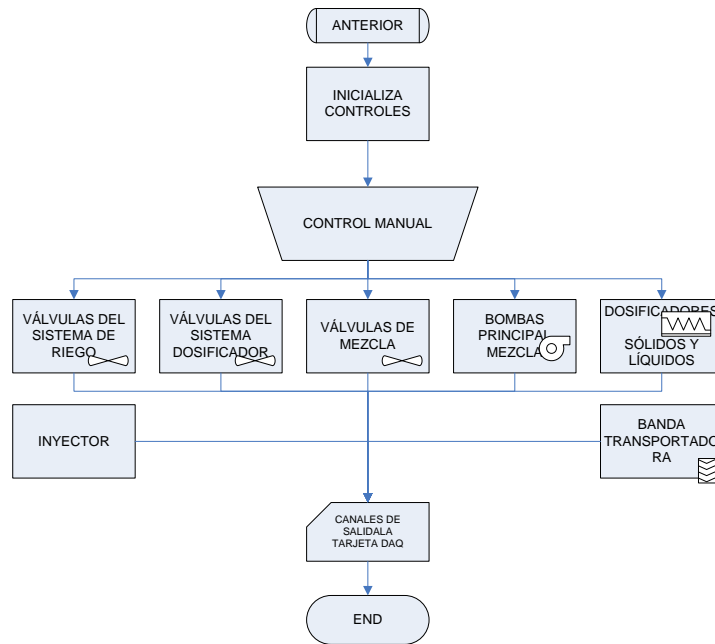 ANTERIOR
INICIALIZA
CONTROLES
CONTROL MANUAL
VÁLVULAS DEL
SISTEMA DE
RIEGO
VÁLVULAS DEL
SISTEMA
DOSIFICADOR
VÁLVULAS DE
MEZCLA
BOMBAS
PRINCIPAL
MEZCLA
DOSIFICADORES
SÓLIDOS Y
LÍQUIDOS
INYECTOR
BANDA
TRANSPORTADO
RA
CANALES DE
SALIDALA
TARJETA DAQ
END